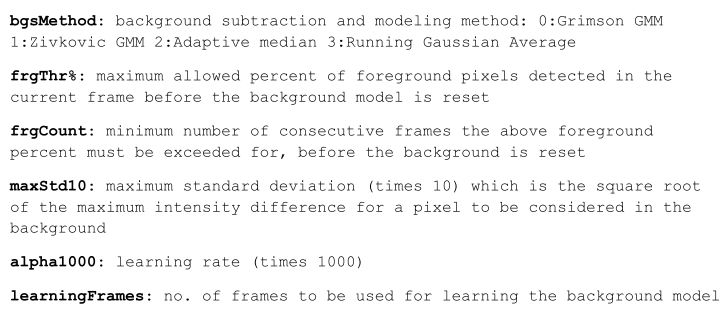 bgsMethod: background subtraction and modeling method: 0:Grimson GMM
1:Zivkovic GMM 2:Adaptive median 3:Running Gaussian Average
frgThr%: maximum allowed percent of foreground pixels detected in the
current frame before the background model is reset
frgCount: minimum number of consecutive frames the above foreground
percent must be exceeded for, before the background is reset
maxStd10: maximum standard deviation (times 10) which is the square root
of the maximum intensity difference for a pixel to be considered in the
background
alpha1000: learning rate (times 1000)
learningFrames: no. of frames to be used for learning the background model